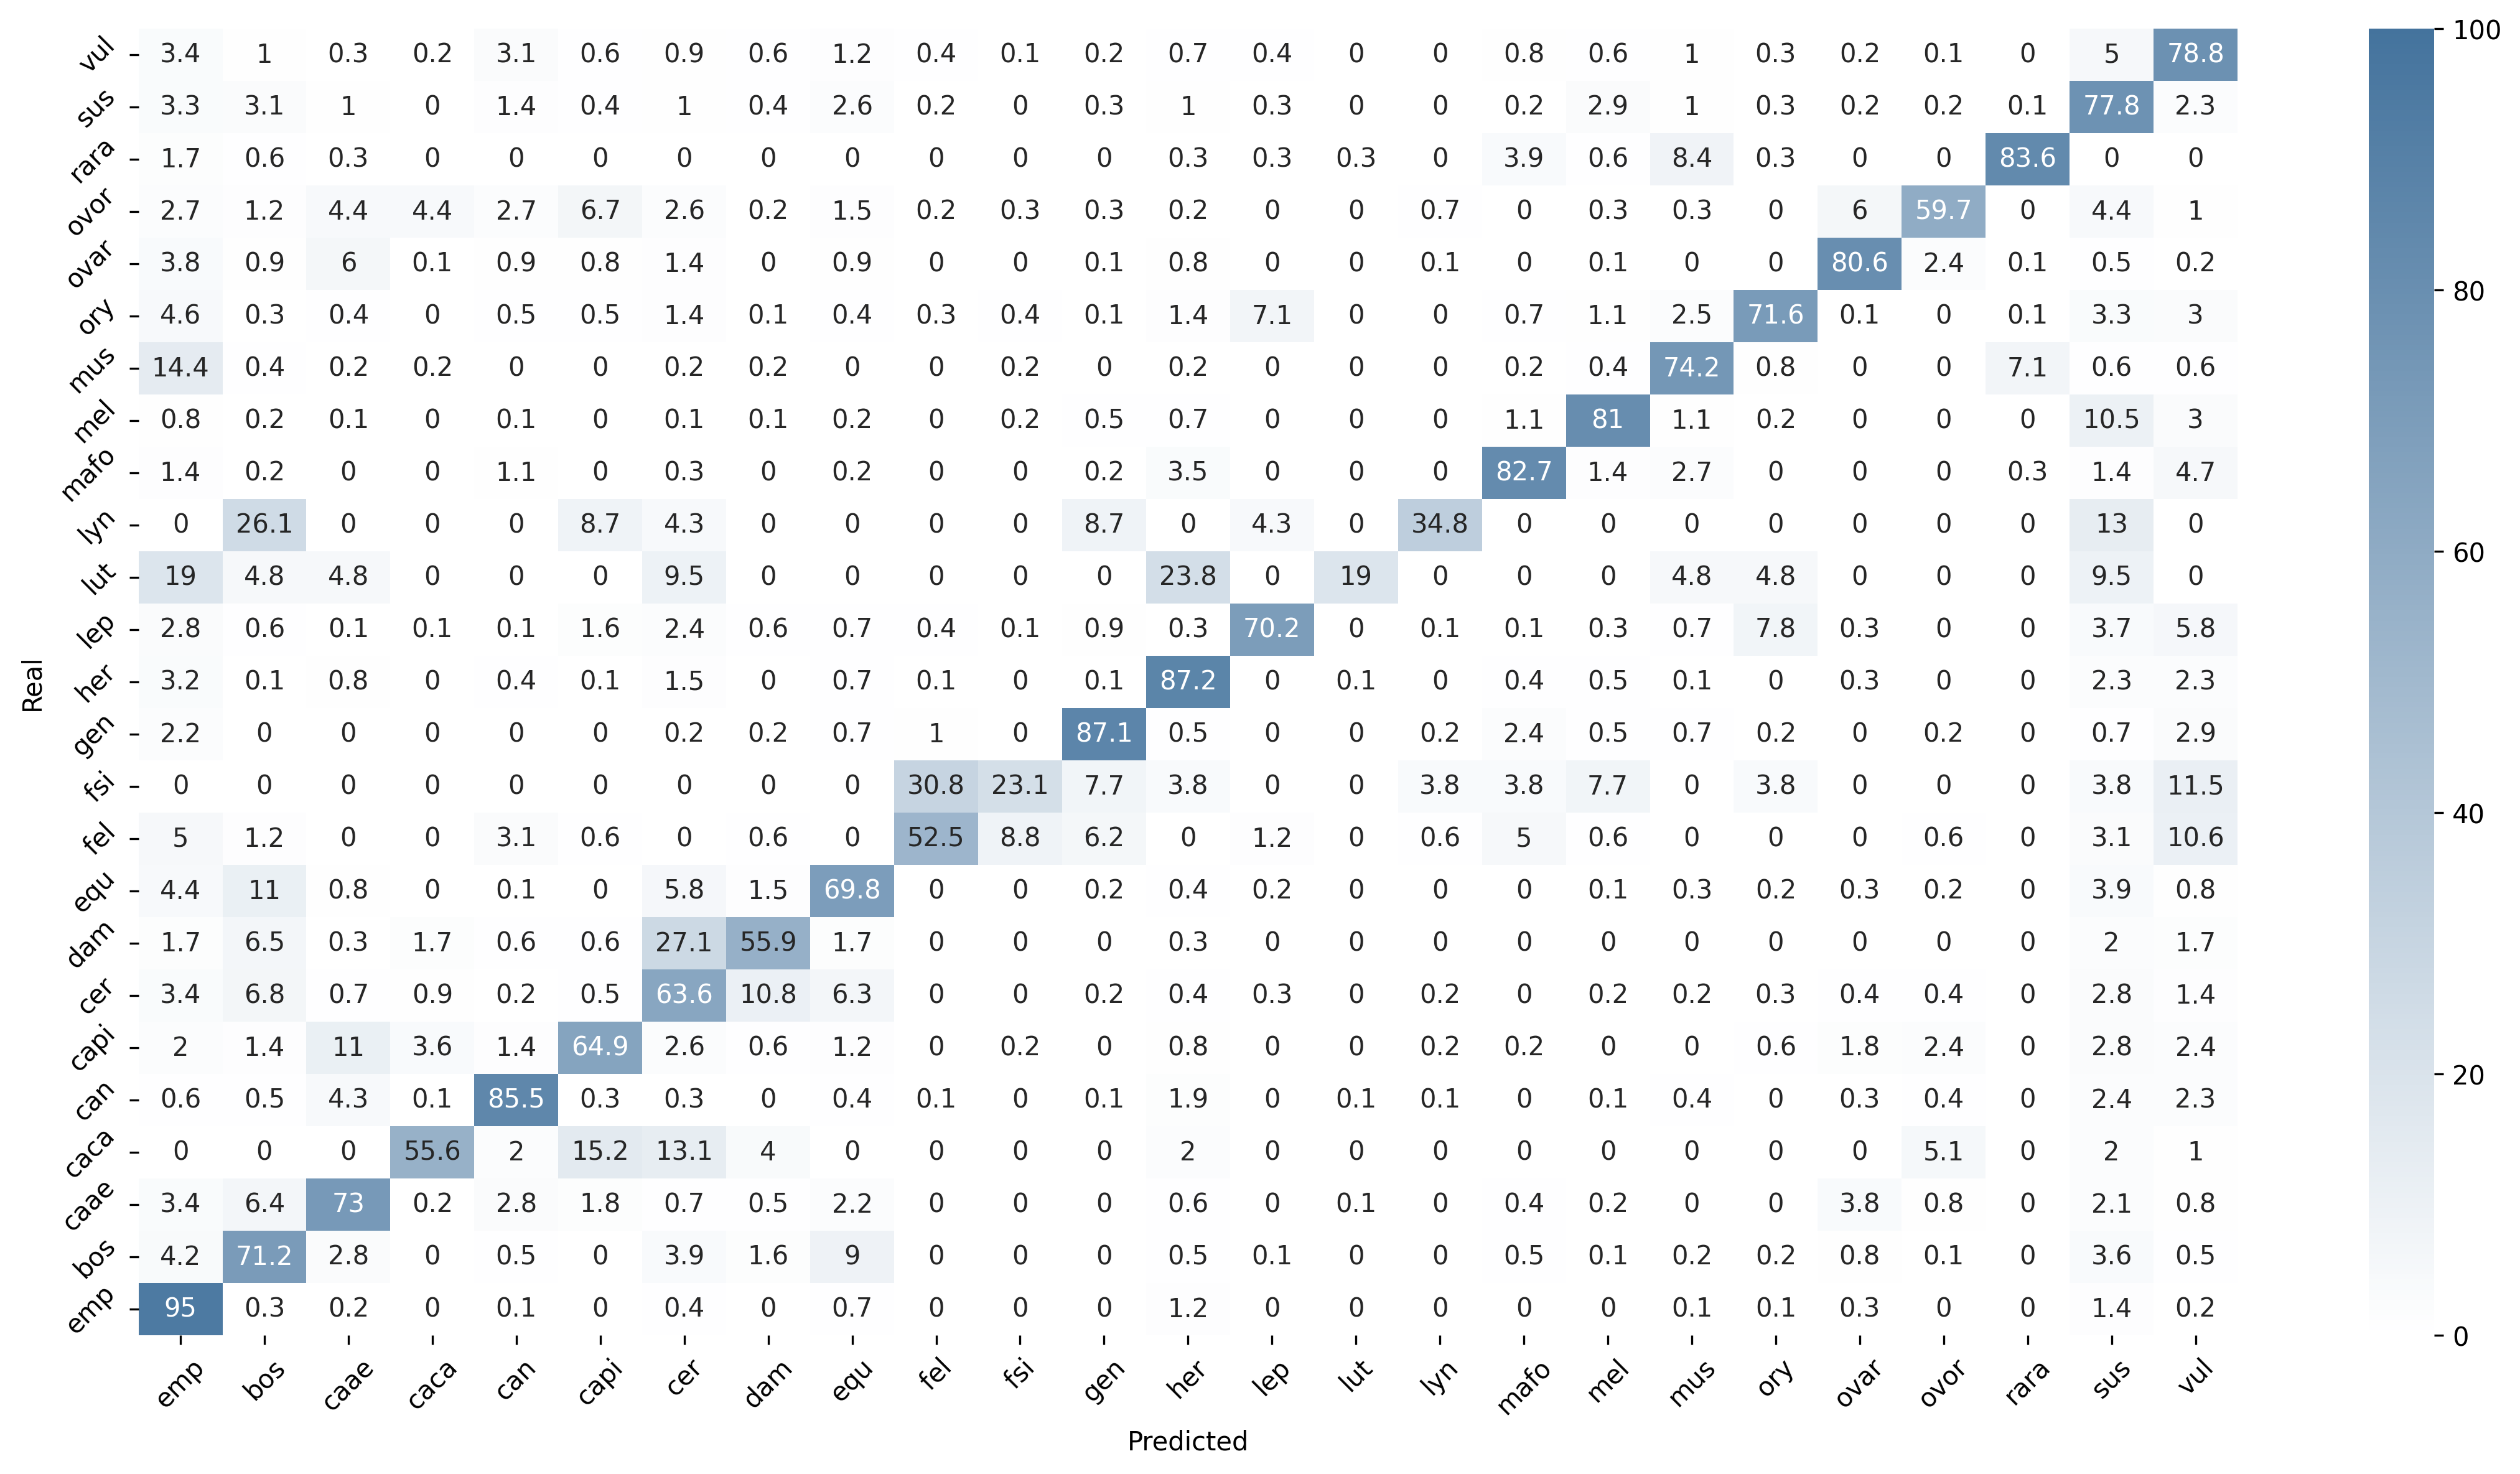 vul 3.4 1 0.3 0.2 3.1 0.6 0.9 0.6 1.2 0.4 0.1 0.2 0.7 0.4 0 0 0.8 0.6 1 0.3 0.2 0.1 0 5 78.8 100
sus 3.3 3.1 1 0 1.4 0.4 1 0.4 2.6 0.2 0 0.3 1 0.3 0 0 0.2 2.9 1 0.3 0.2 0.2 0.1 77.8 2.3
rara 1.7 0.6 0.3 0 0 0 0 0 0 0 0 0 0.3 0.3 0.3 0 3.9 0.6 8.4 0.3 0 0 83.6 0 0
ovor 2.7 1.2 4.4 4.4 2.7 6.7 2.6 0.2 1.5 0.2 0.3 0.3 0.2 0 0 0.7 0 0.3 0.3 0 6 59.7 0 4.4 1
ovar 3.8 0.9 6 0.1 0.9 0.8 1.4 0 0.9 0 0 0.1 0.8 0 0 0.1 0 0.1 0 0 80.6 2.4 0.1 0.5 0.2
80
ory 4.6 0.3 0.4 0 0.5 0.5 1.4 0.1 0.4 0.3 0.4 0.1 1.4 7.1 0 0 0.7 1.1 2.5 71.6 0.1 0 0.1 3.3 3
mus 14.4 0.4 0.2 0.2 0 0 0.2 0.2 0 0 0.2 0 0.2 0 0 0 0.2 0.4 74.2 0.8 0 0 7.1 0.6 0.6
mel 0.8 0.2 0.1 0 0.1 0 0.1 0.1 0.2 0 0.2 0.5 0.7 0 0 0 1.1 81 1.1 0.2 0 0 0 10.5 3
mafo 1.4 0.2 0 0 1.1 0 0.3 0 0.2 0 0 0.2 3.5 0 0 0 82.7 1.4 2.7 0 0 0 0.3 1.4 4.7
lyn 0 26.1 0 0 0 8.7 4.3 0 0 0 0 8.7 0 4.3 0 34.8 0 0 0 0 0 0 0 13 0
60
lut 19 4.8 4.8 0 0 0 9.5 0 0 0 0 0 23.8 0 19 0 0 0 4.8 4.8 0 0 0 9.5 0
lep 2.8 0.6 0.1 0.1 0.1 1.6 2.4 0.6 0.7 0.4 0.1 0.9 0.3 70.2 0 0.1 0.1 0.3 0.7 7.8 0.3 0 0 3.7 5.8
Real
her 3.2 0.1 0.8 0 0.4 0.1 1.5 0 0.7 0.1 0 0.1 87.2 0 0.1 0 0.4 0.5 0.1 0 0.3 0 0 2.3 2.3
gen 2.2 0 0 0 0 0 0.2 0.2 0.7 1 0 87.1 0.5 0 0 0.2 2.4 0.5 0.7 0.2 0 0.2 0 0.7 2.9
fsi 0 0 0 0 0 0 0 0 0 30.8 23.1 7.7 3.8 0 0 3.8 3.8 7.7 0 3.8 0 0 0 3.8 11.5
40
fel 5 1.2 0 0 3.1 0.6 0 0.6 0 52.5 8.8 6.2 0 1.2 0 0.6 5 0.6 0 0 0 0.6 0 3.1 10.6
equ 4.4 11 0.8 0 0.1 0 5.8 1.5 69.8 0 0 0.2 0.4 0.2 0 0 0 0.1 0.3 0.2 0.3 0.2 0 3.9 0.8
dam 1.7 6.5 0.3 1.7 0.6 0.6 27.1 55.9 1.7 0 0 0 0.3 0 0 0 0 0 0 0 0 0 0 2 1.7
cer 3.4 6.8 0.7 0.9 0.2 0.5 63.6 10.8 6.3 0 0 0.2 0.4 0.3 0 0.2 0 0.2 0.2 0.3 0.4 0.4 0 2.8 1.4
capi 2 1.4 11 3.6 1.4 64.9 2.6 0.6 1.2 0 0.2 0 0.8 0 0 0.2 0.2 0 0 0.6 1.8 2.4 0 2.8 2.4
20
can 0.6 0.5 4.3 0.1 85.5 0.3 0.3 0 0.4 0.1 0 0.1 1.9 0 0.1 0.1 0 0.1 0.4 0 0.3 0.4 0 2.4 2.3
caca 0 0 0 55.6 2 15.2 13.1 4 0 0 0 0 2 0 0 0 0 0 0 0 0 5.1 0 2 1
caae 3.4 6.4 73 0.2 2.8 1.8 0.7 0.5 2.2 0 0 0 0.6 0 0.1 0 0.4 0.2 0 0 3.8 0.8 0 2.1 0.8
bos 4.2 71.2 2.8 0 0.5 0 3.9 1.6 9 0 0 0 0.5 0.1 0 0 0.5 0.1 0.2 0.2 0.8 0.1 0 3.6 0.5
emp 95 0.3 0.2 0 0.1 0 0.4 0 0.7 0 0 0 1.2 0 0 0 0 0 0.1 0.1 0.3 0 0 1.4 0.2
0
emp bos caae caca can capi cer dam equ fel fsi gen her lep lut lyn mafo mel mus ory ovar ovor rara sus vul
Predicted